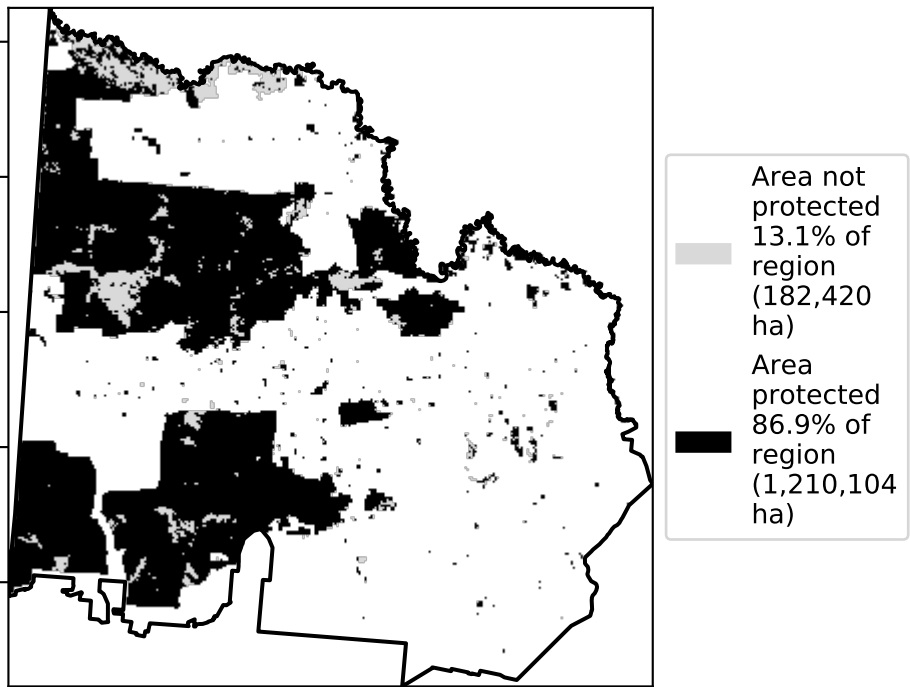 Area not
protected
13.1% of
region
(182,420
ha)
Area
protected
86.9% of
region
(1,210,104
ha)